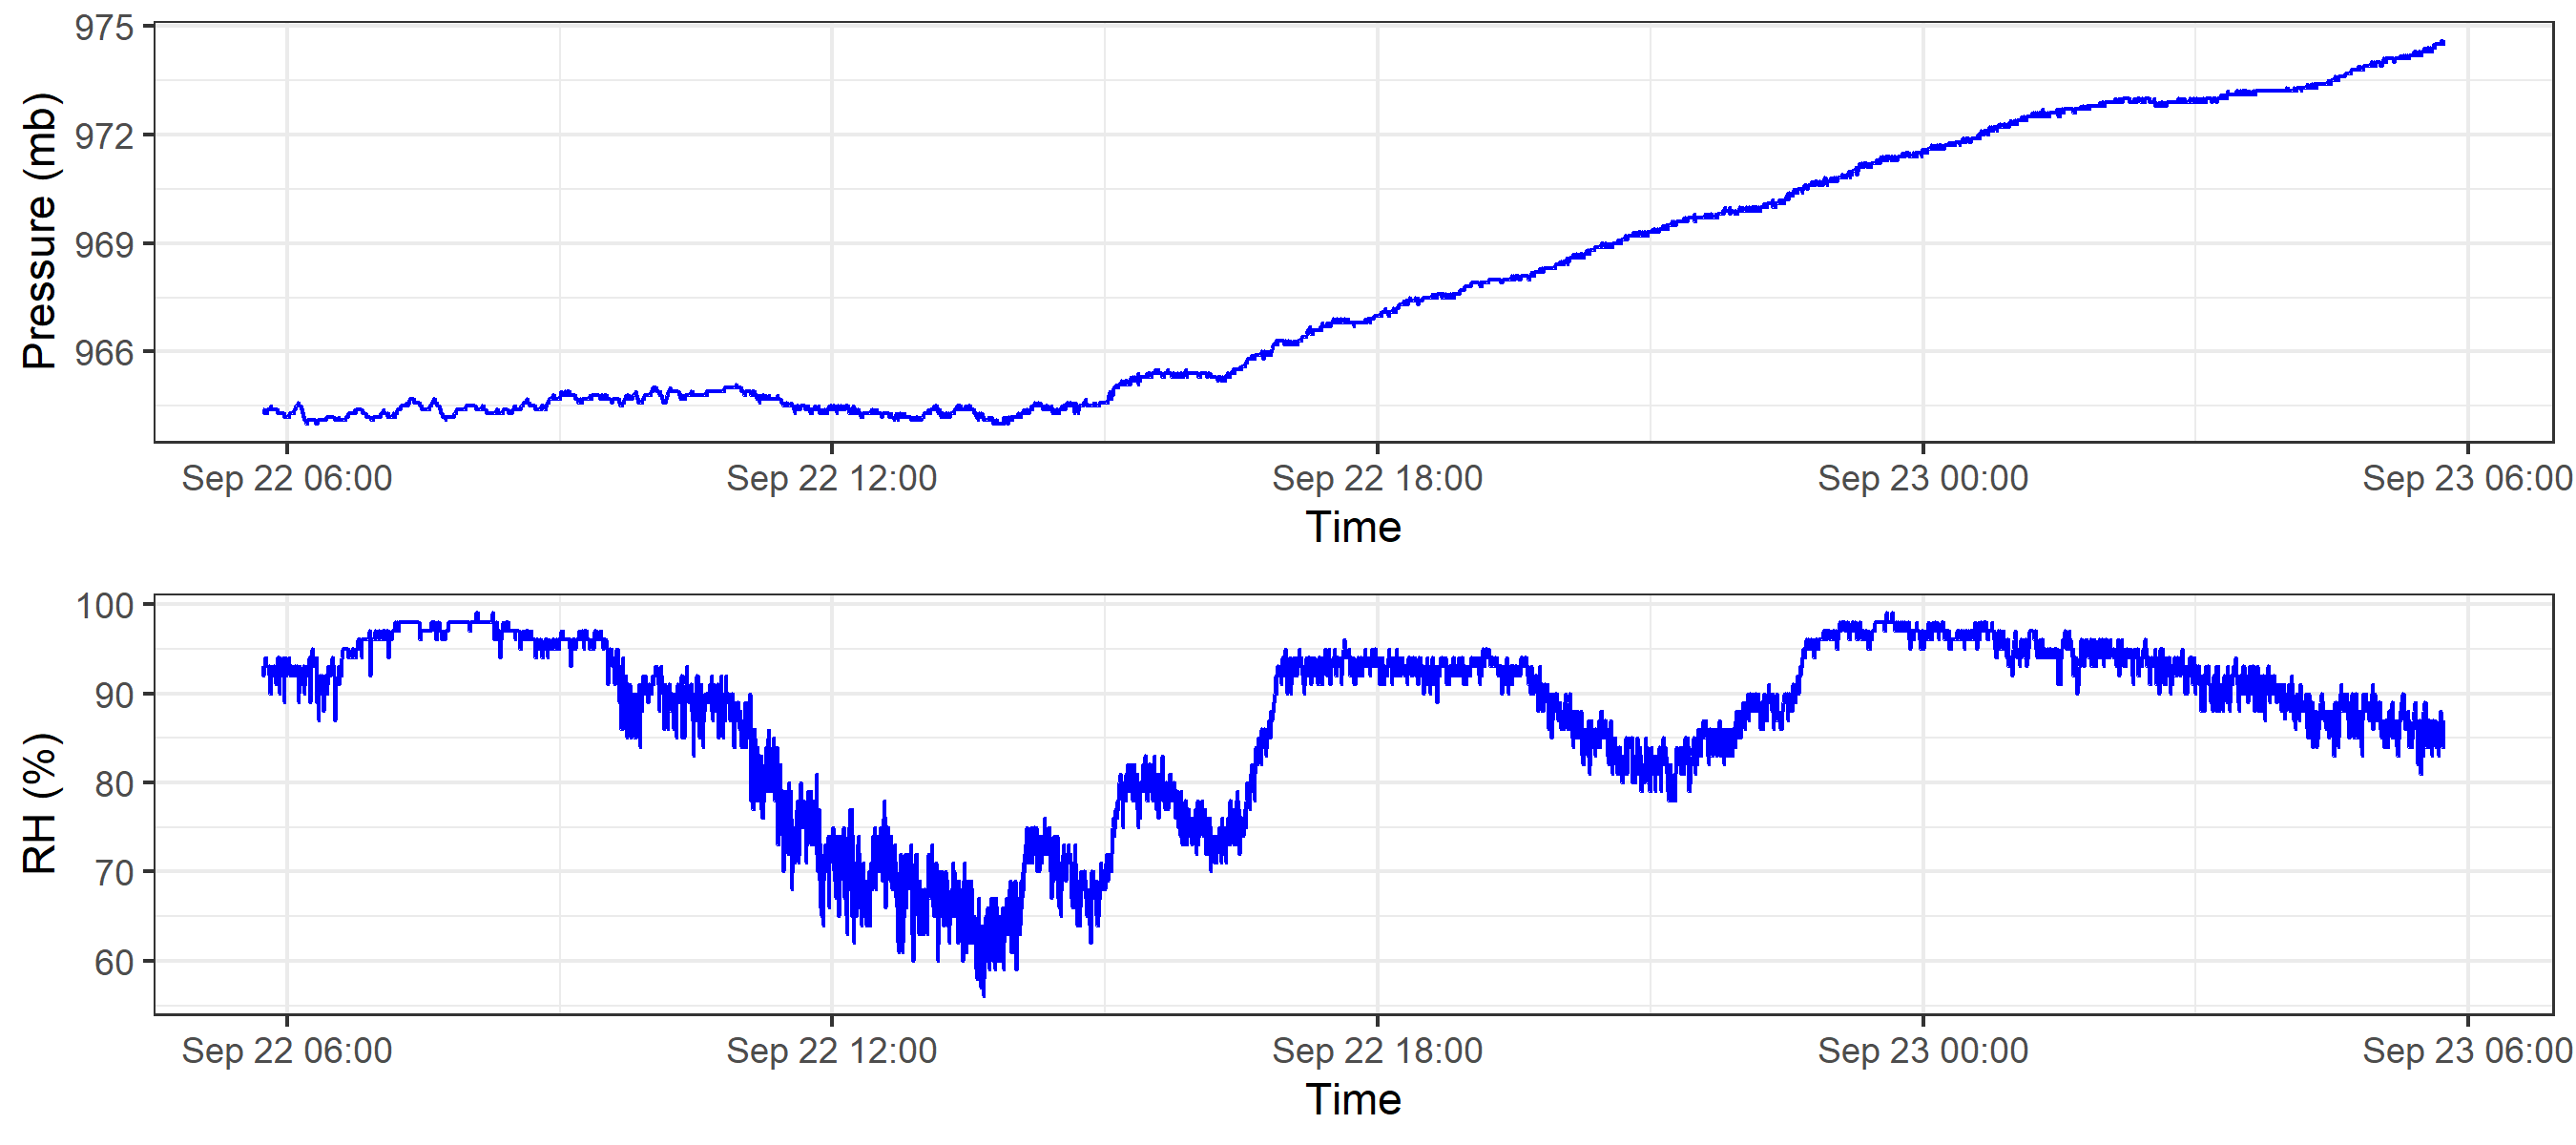 Pressure (mb)
975
972
969
966
Sep 22 06:00
Sep 22 12:00
Sep 22 18:00
Sep 23 00:00
Sep 23 06:00
Time
RH (%)
100
90
80
70
60
Sep 22 06:00
Sep 22 12:00
Sep 22 18:00
Sep 23 00:00
Sep 23 06:00
Time